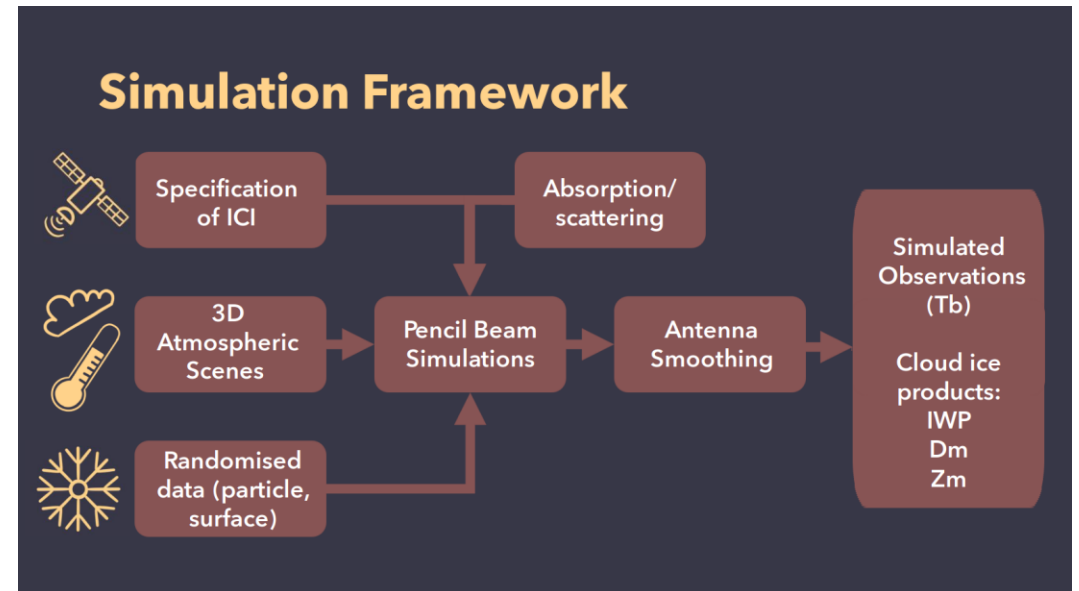 Simulation Framework
Specification
of ICI
Absorption/
scattering
3D
Atmospheric
Scenes
Pencil Beam
Simulations
Antenna
Smoothing
Randomised
data (particle,
surface)
Simulated
Observations
(Tb)
Cloud ice
products:
IWP
Dm
Zm